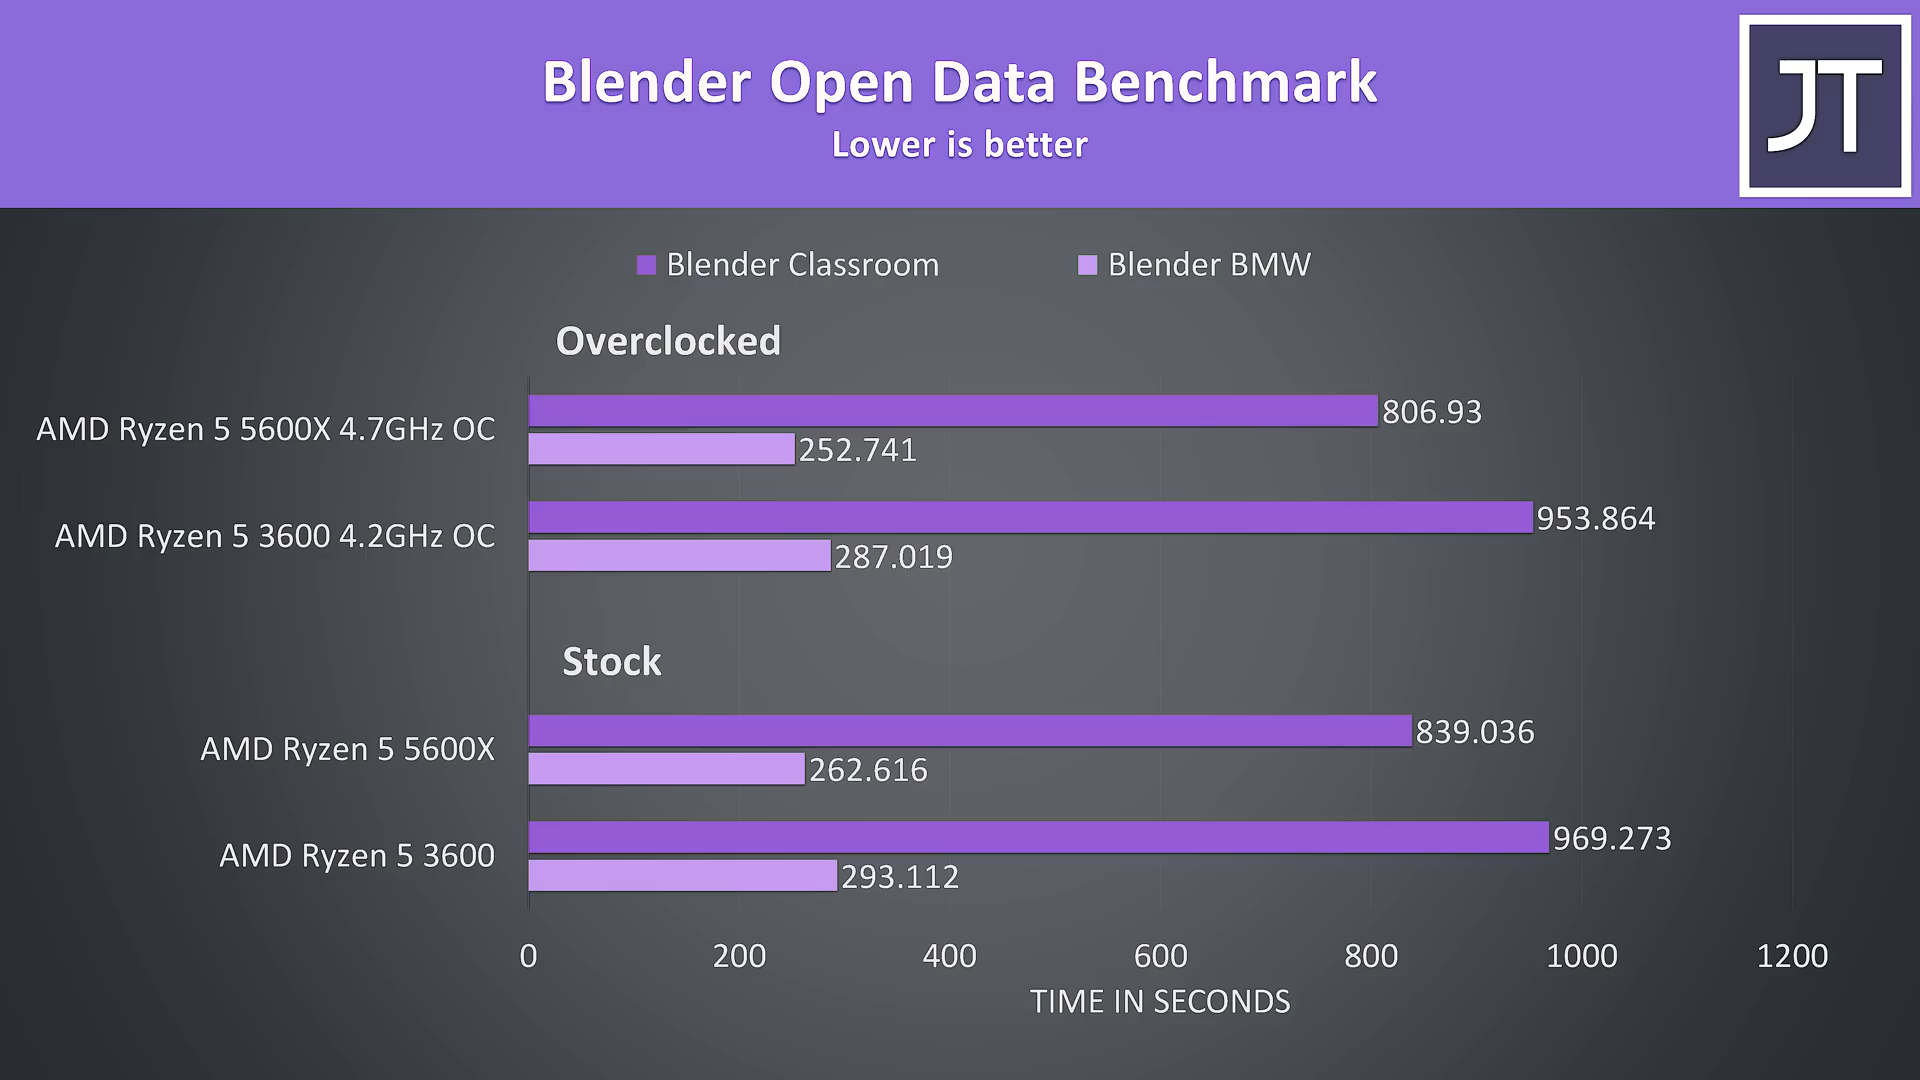 Blender Open Data Benchmark
Lower is better
JT
Blender Classroom
Blender BMW
Overclocked
AMD Ryzen 5 5600X 4.7GHz OC
806.93
252.741
AMD Ryzen 5 3600 4.2GHz OC
953.864
287.019
Stock
AMD Ryzen 5 5600X
839.036
262.616
AMD Ryzen 5 3600
969.273
293.112
0 200 400 600 800 1000 1200
TIME IN SECONDS